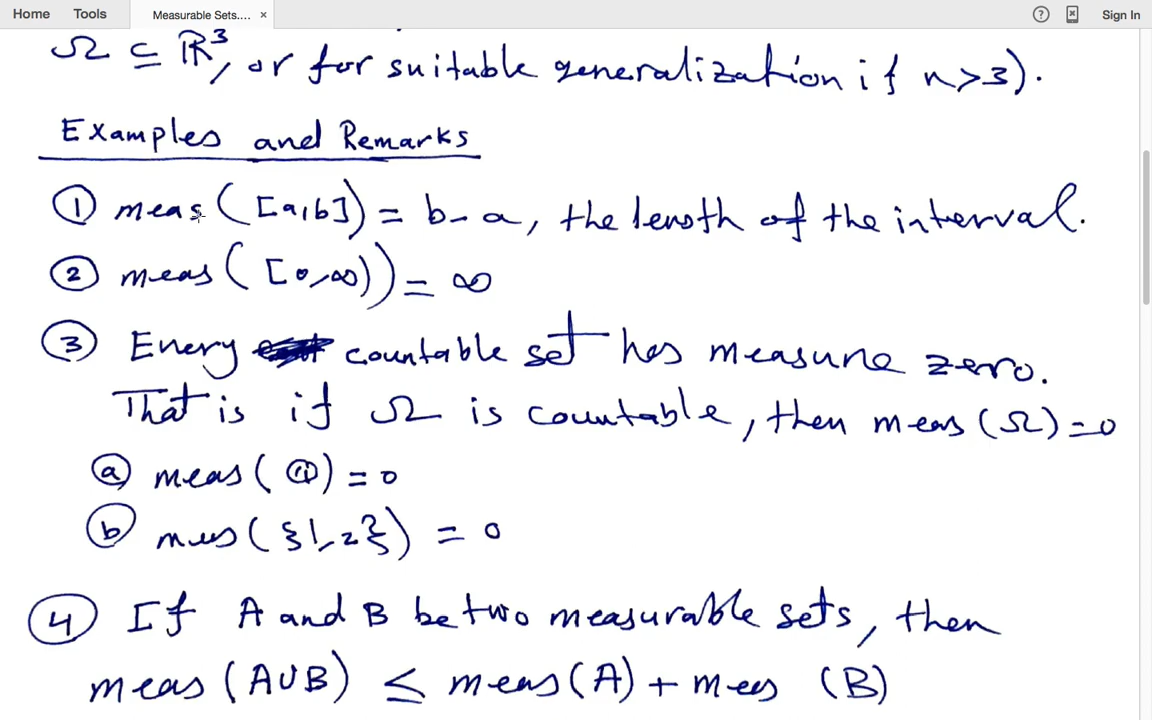 Home Tools Measurable Sets.... × Sign In
Ω ⊆ ℝ³, or for suitable generalization if n>3).
Examples and Remarks
① meas([a,b]) = b-a, the length of the interval.
② meas([0,∞)) = ∞
③ Every countable set has measure zero.
That is if Ω is countable, then meas(Ω)=0
ⓐ meas(ℚ) = 0
ⓑ meas({1,2}) = 0
④ If A and B be two measurable sets, then
meas(A∪B) ≤ meas(A) + meas(B)